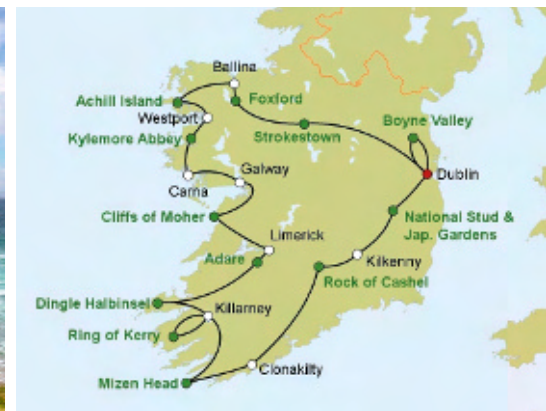 Ballina
Achill Island
Foxford
Westport
Boyne Valley
Strokestown
Kylemore Abbey
Galway
Dublin
Carna
Cliffs of Moher
National Stud &
Jap. Gardens
Limerick
Adare
Kilkenny
Rock of Cashel
Dingle Halbinsel
Killarney
Ring of Kerry
Clonakilty
Mizen Head